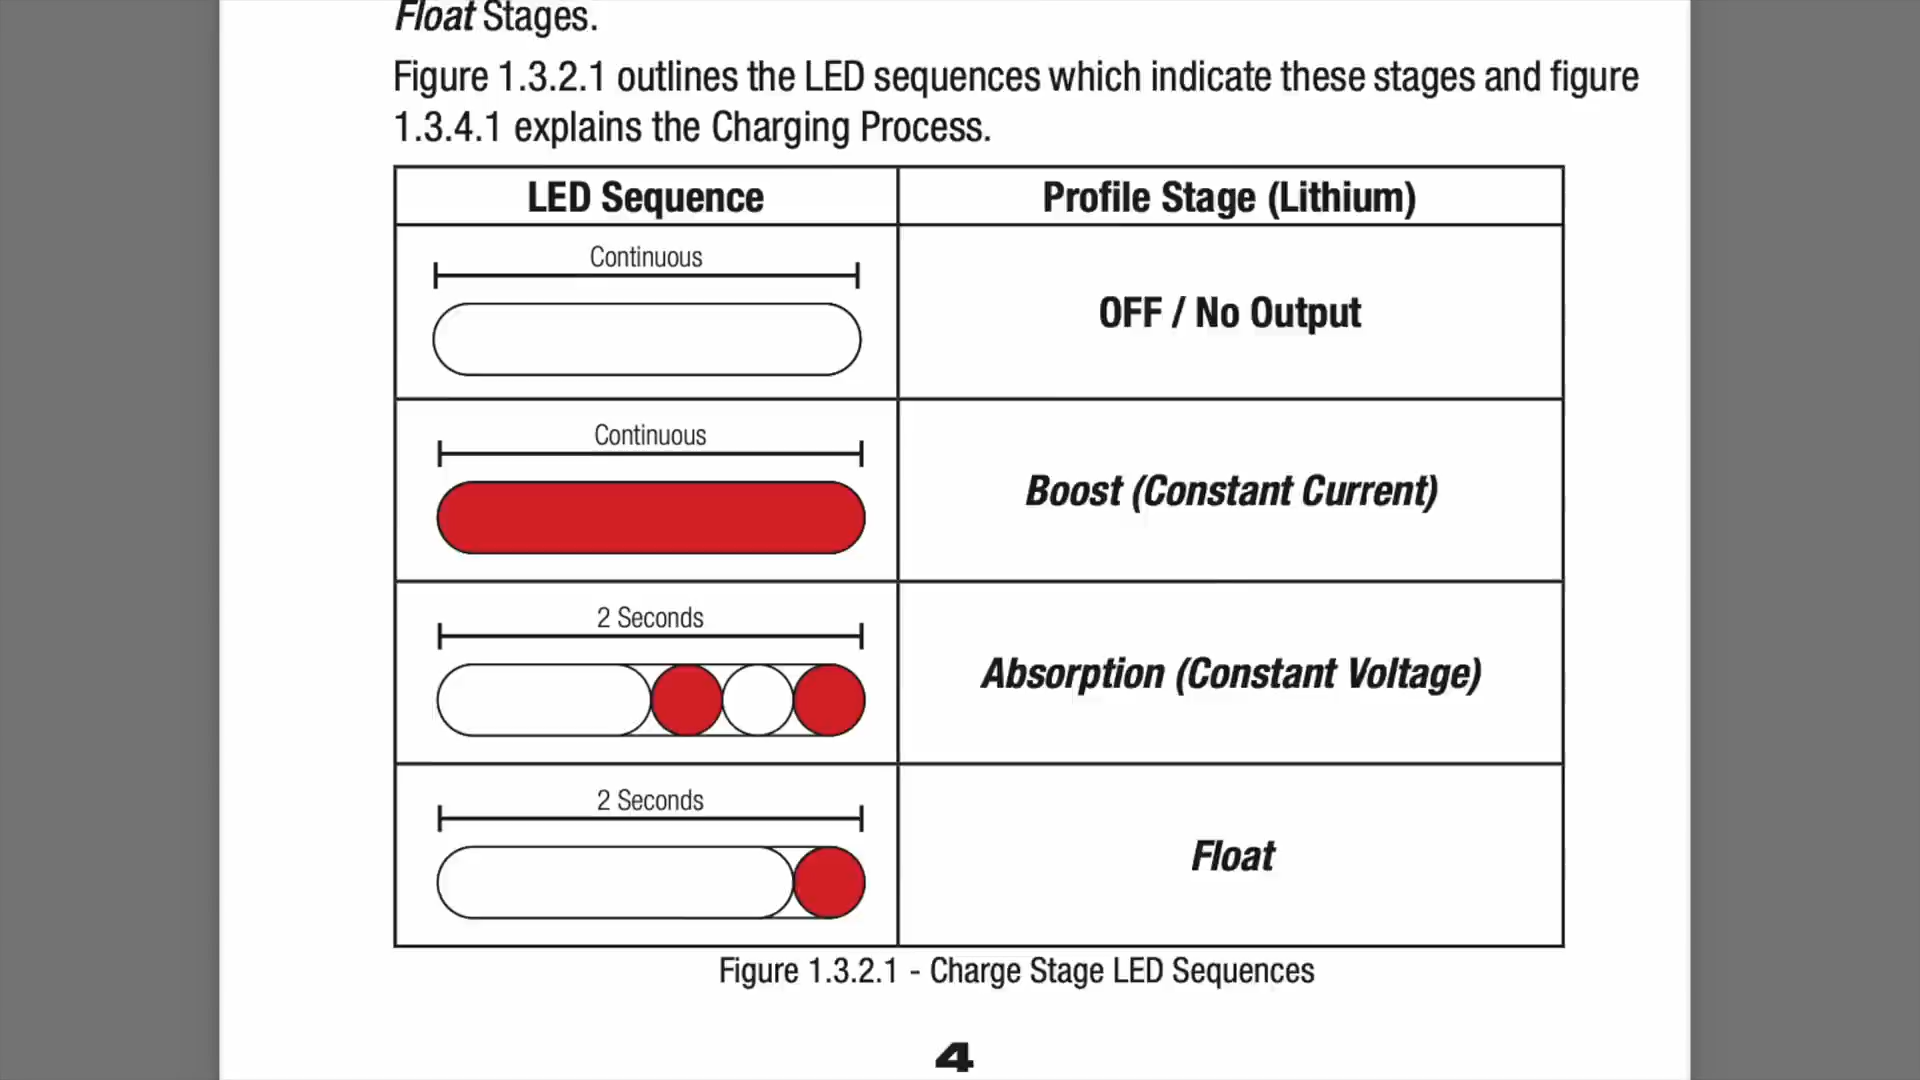 Float Stages.
Figure 1.3.2.1 outlines the LED sequences which indicate these stages and figure
1.3.4.1 explains the Charging Process.
LED Sequence
Profile Stage (Lithium)
Continuous
OFF / No Output
Continuous
Boost (Constant Current)
2 Seconds
Absorption (Constant Voltage)
2 Seconds
Float
Figure 1.3.2.1 - Charge Stage LED Sequences
4